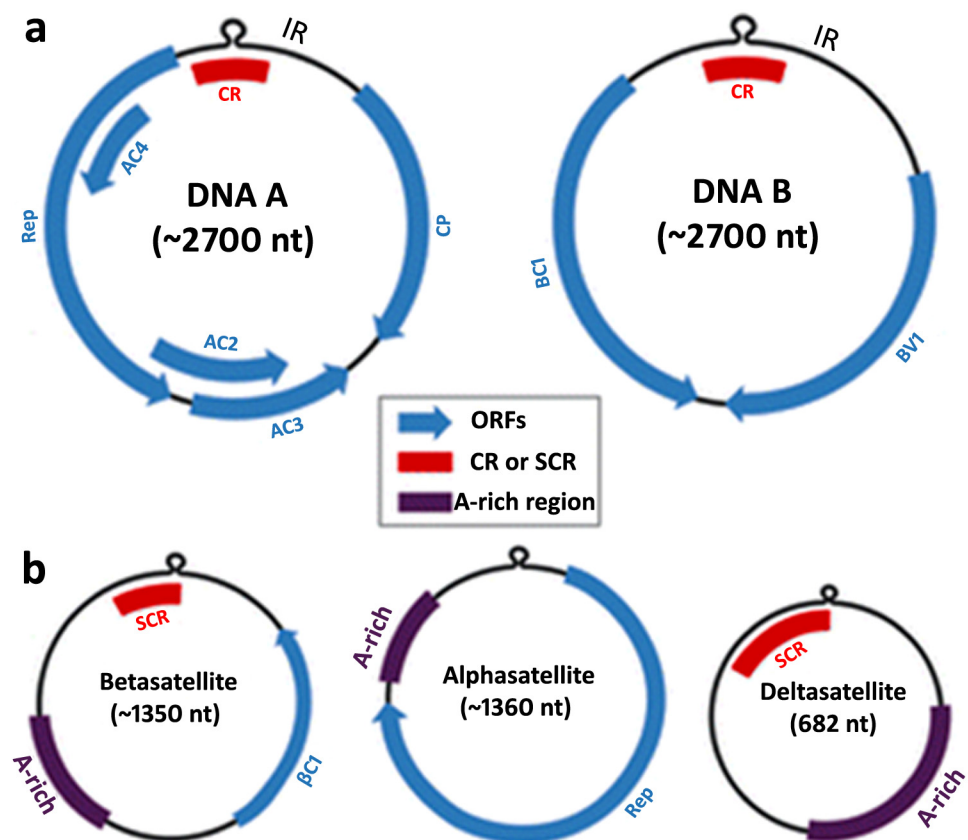 a
IR
CR
AC4
Rep
DNA A
(~2700 nt)
CP
AC2
AC3
IR
CR
DNA B
(~2700 nt)
BC1
BV1
ORFs
CR or SCR
A-rich region
b
SCR
Betasatellite
(~1350 nt)
A-rich
βC1
A-rich
Alphasatellite
(~1360 nt)
Rep
SCR
Deltasatellite
(682 nt)
A-rich